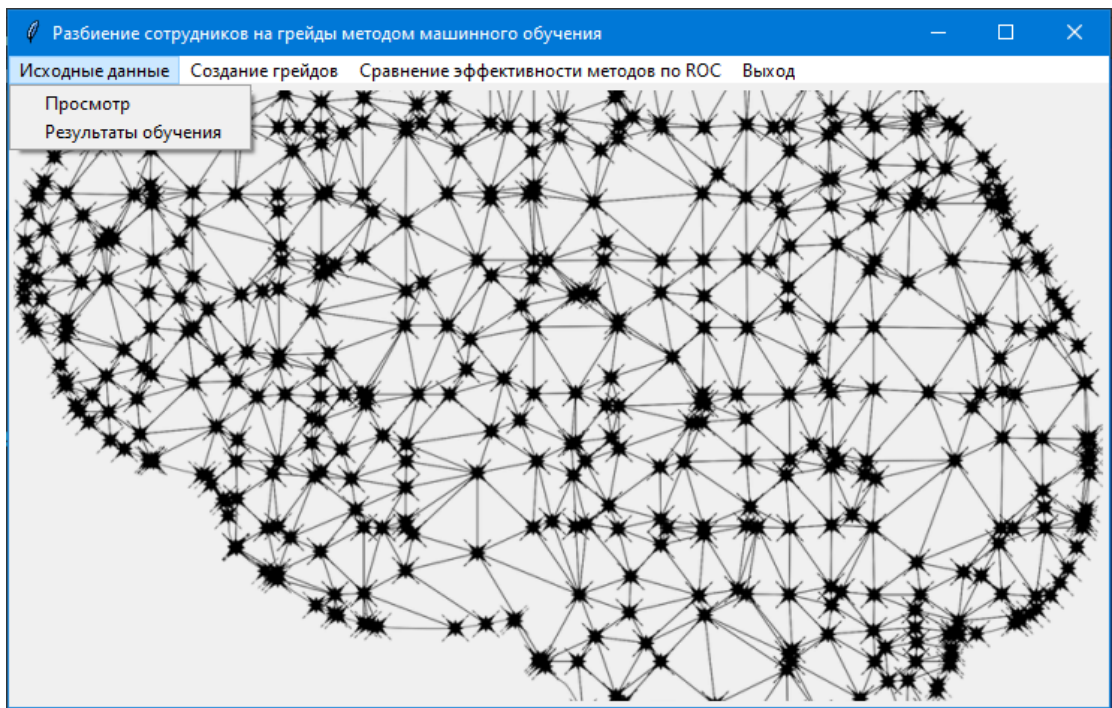 Разбиение сотрудников на грейды методом машинного обучения
Исходные данные Создание грейдов Сравнение эффективности методов по ROC Выход
Просмотр
Результаты обучения